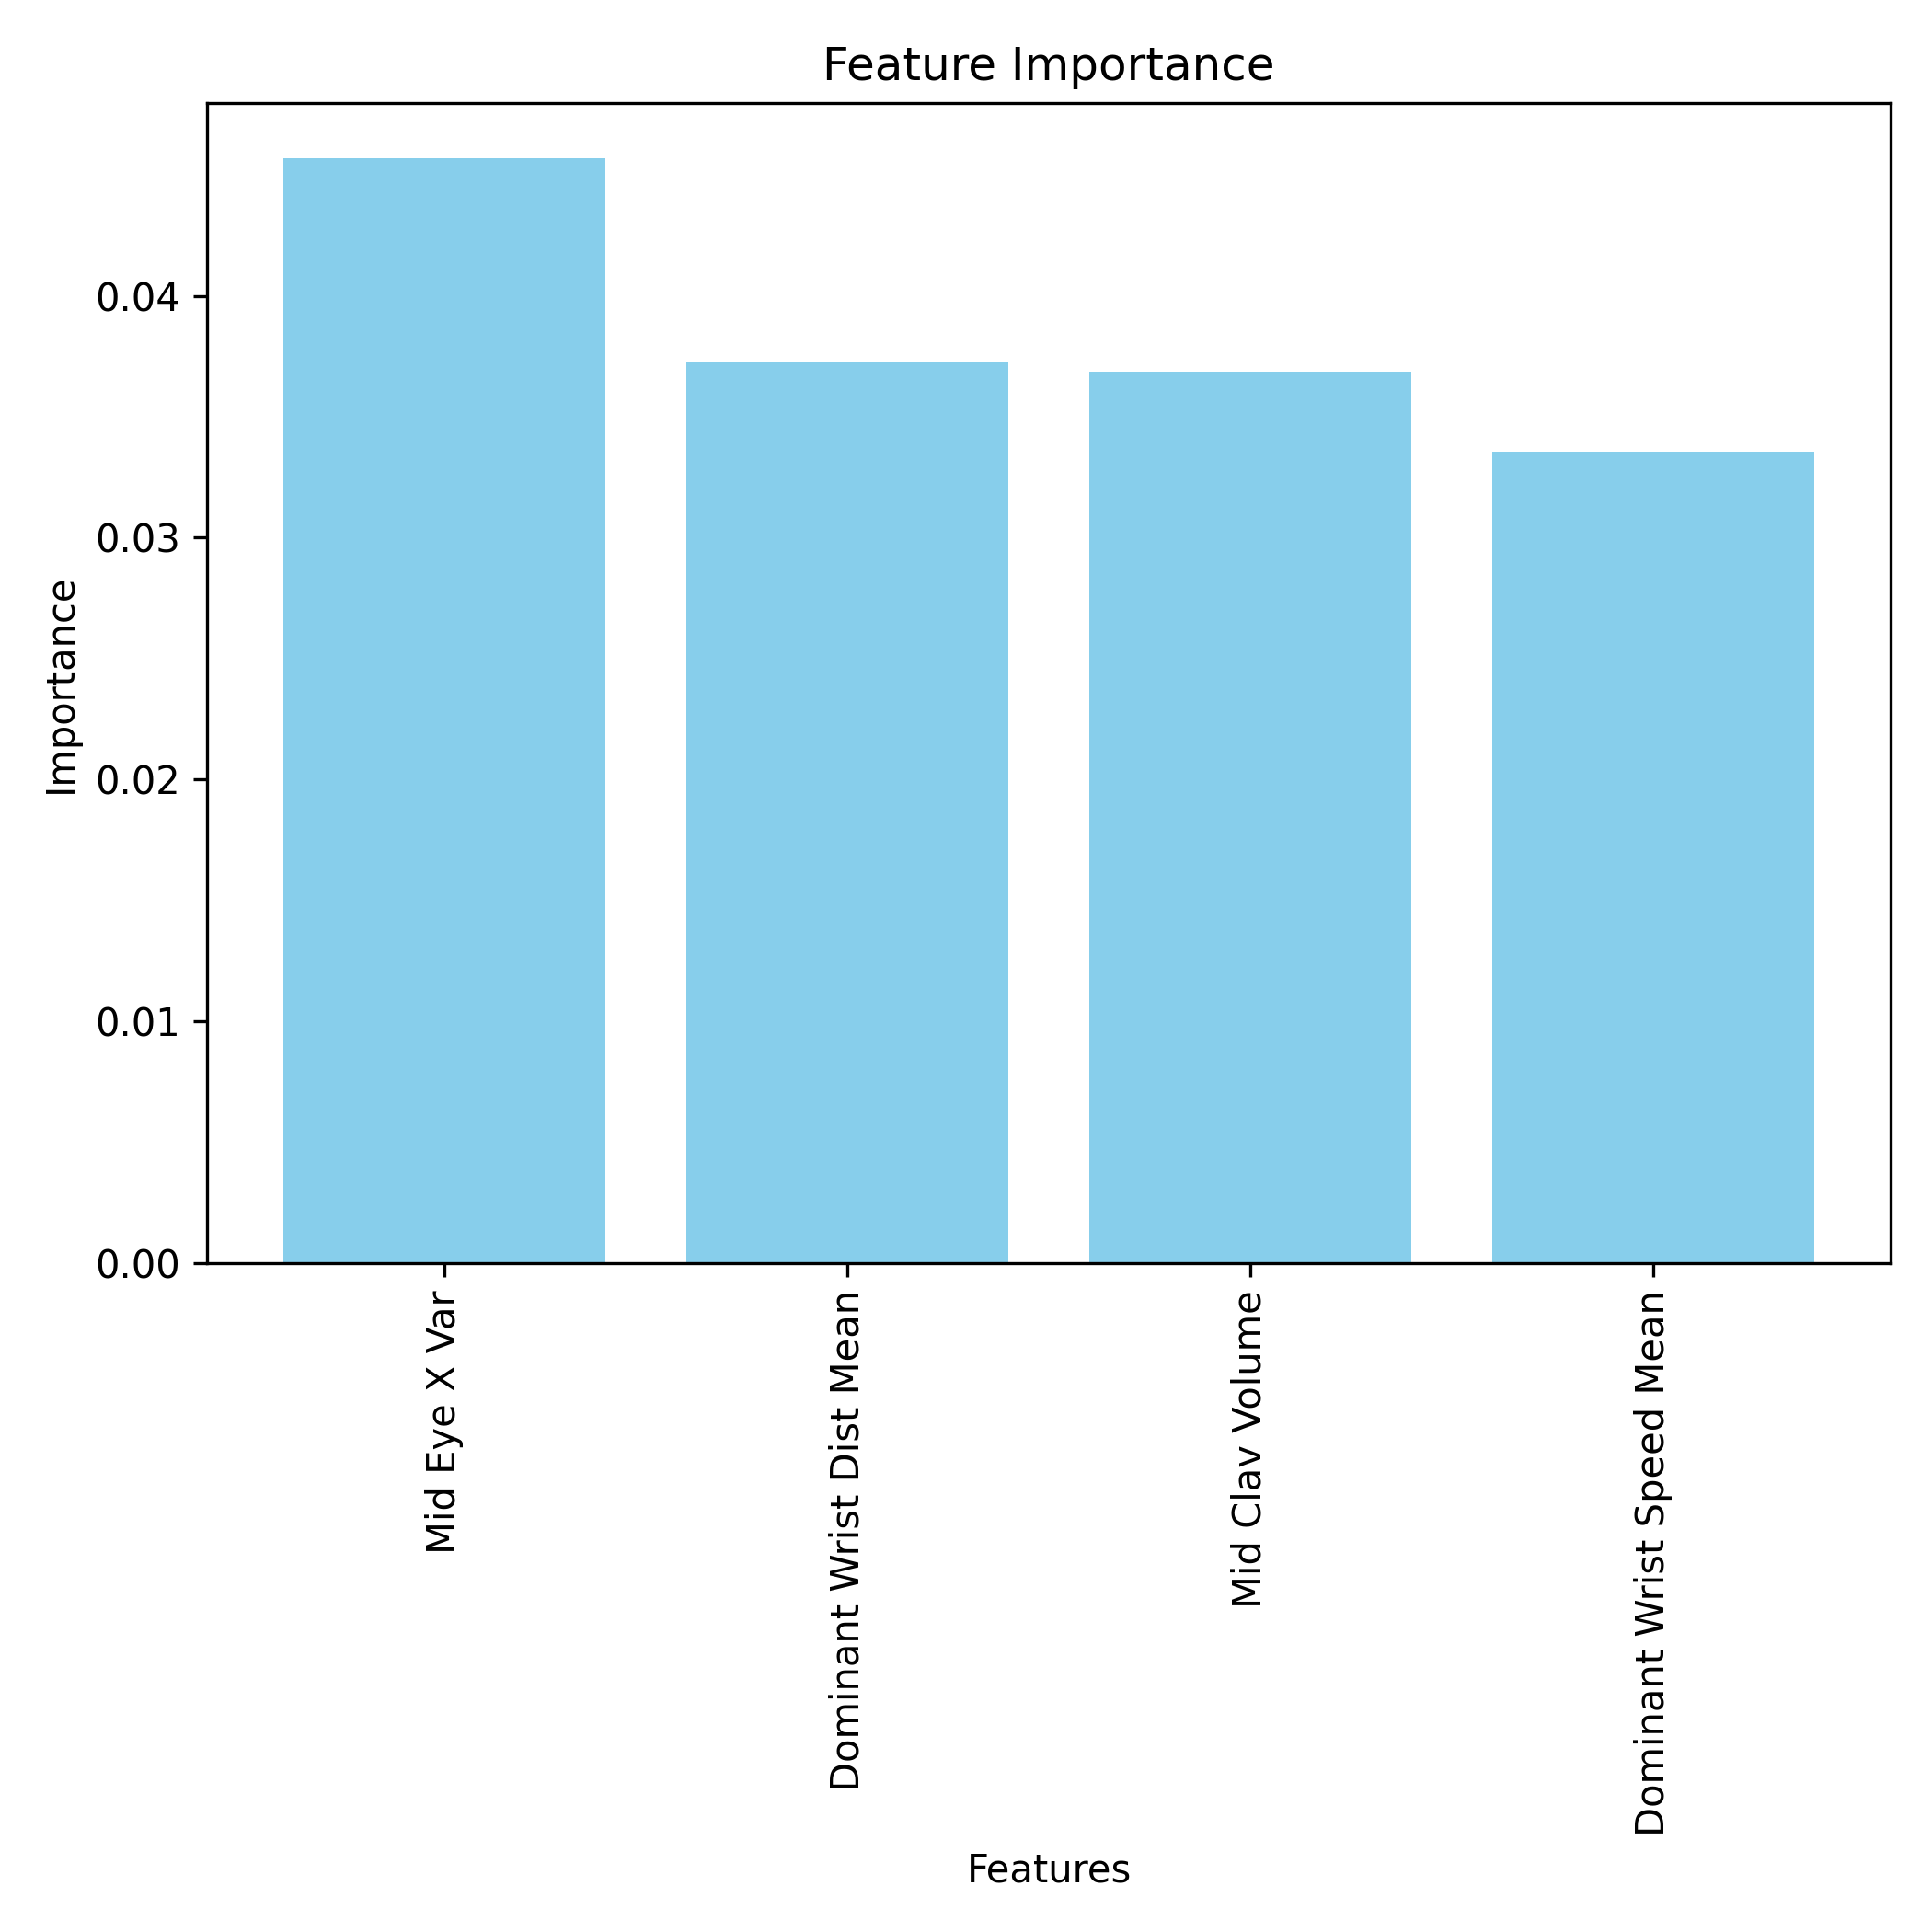 Feature Importance
Importance
0.04
0.03
0.02
0.01
0.00
Mid Eye X Var
Dominant Wrist Dist Mean
Mid Clav Volume
Dominant Wrist Speed Mean
Features